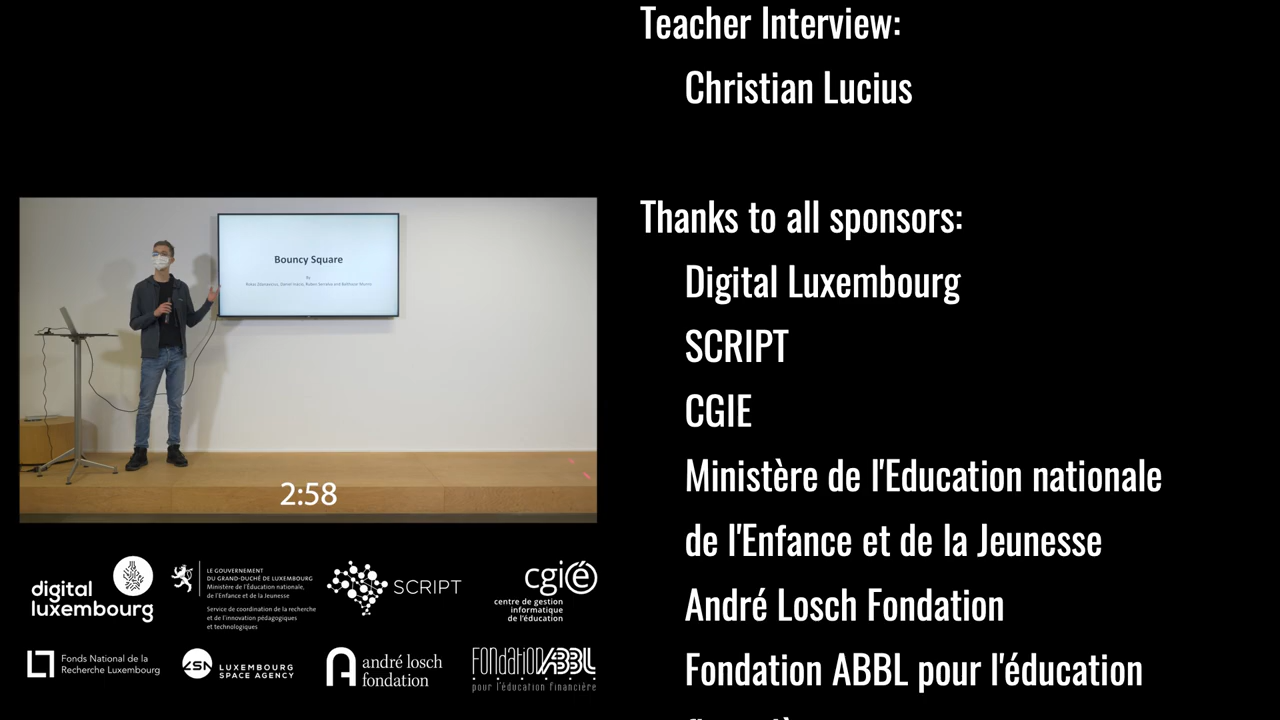 Teacher Interview:
Christian Lucius
Thanks to all sponsors:
Digital Luxembourg
SCRIPT
CGIE
Ministère de l'Education nationale
de l'Enfance et de la Jeunesse
André Losch Fondation
Fondation ABBL pour l'éducation
Bouncy Square
by
2:58
digital
luxembourg
LE GOUVERNEMENT
DU GRAND-DUCHÉ DE LUXEMBOURG
Ministère de l'Éducation nationale,
de l'Enfance et de la Jeunesse
Service de coordination de la recherche
et de l'innovation pédagogiques
et technologiques
SCRIPT
cgié
centre de gestion
informatique
de l'éducation
Fonds National de la
Recherche Luxembourg
LSA
LUXEMBOURG
SPACE AGENCY
andré losch
fondation
FONDATION ABBL
pour l'éducation financière